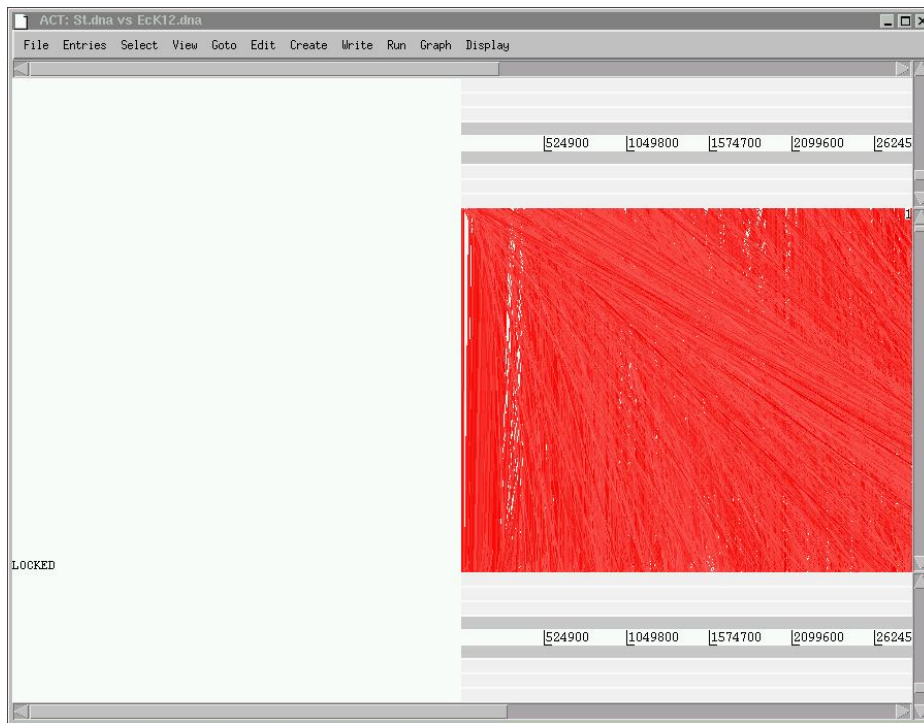 ACT: St.dna vs EcK12.dna
File Entries Select View Goto Edit Create Write Run Graph Display
524900 1049800 1574700 2099600 26245
1
LOCKED
524900 1049800 1574700 2099600 26245